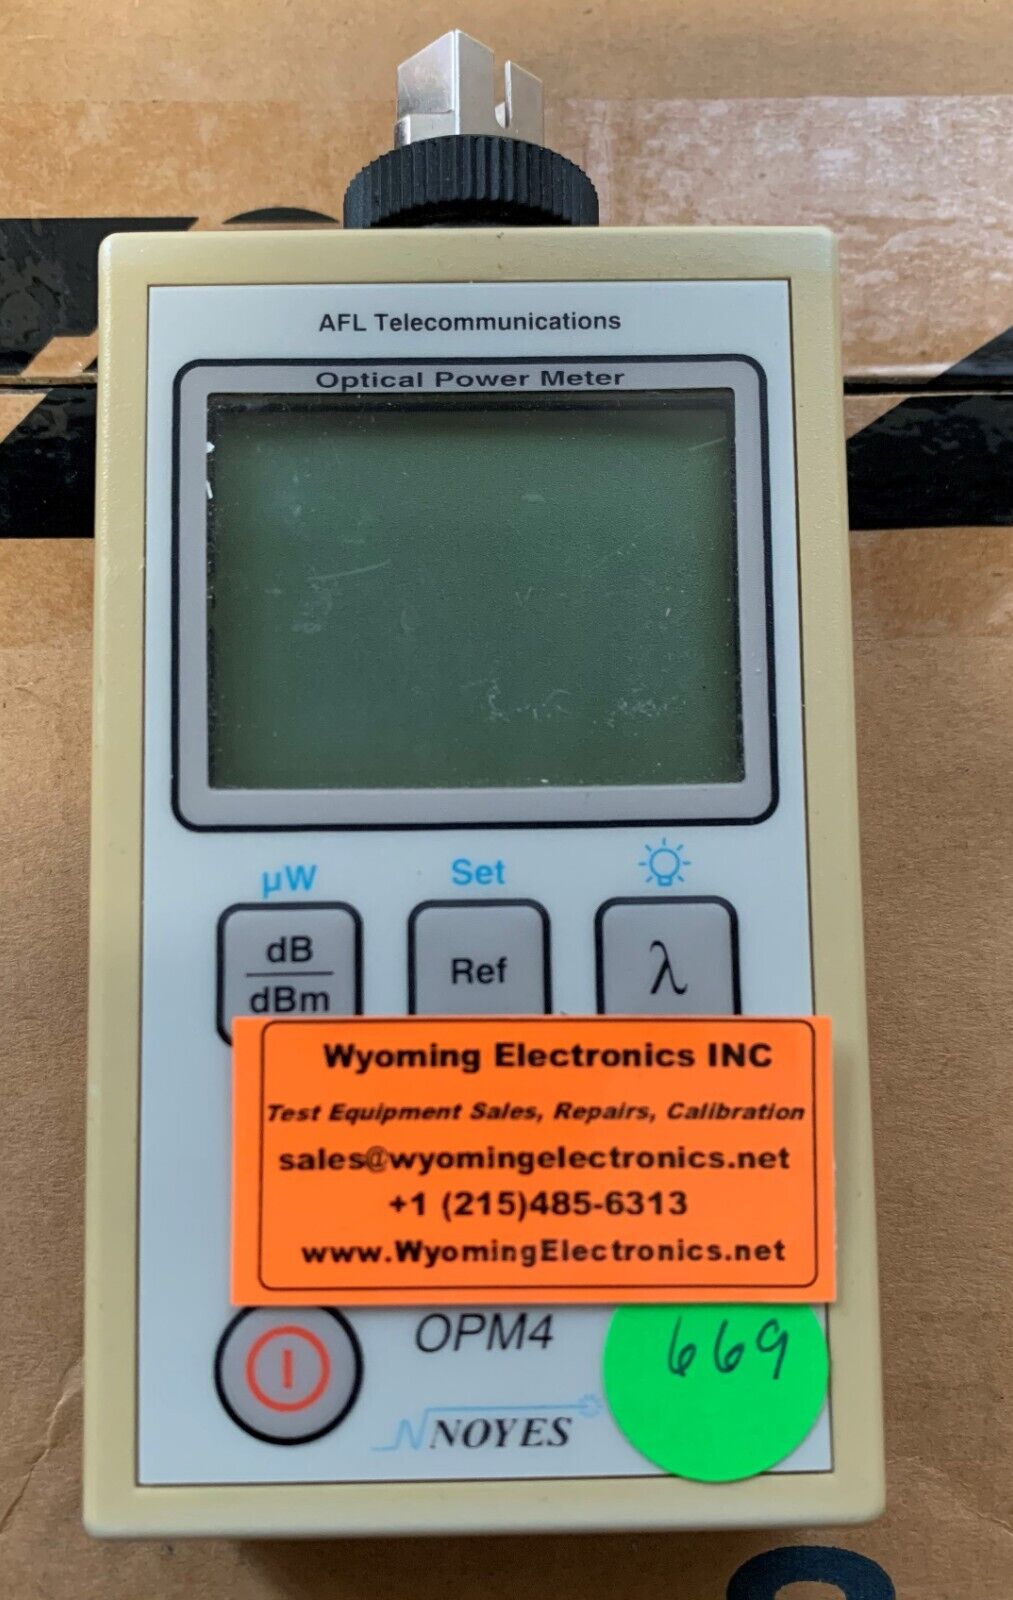 AFL Telecommunications
Optical Power Meter
µW Set
dB
dBm
Ref
λ
Wyoming Electronics INC
Test Equipment Sales, Repairs, Calibration
sales@wyomingelectronics.net
+1 (215)485-6313
www.WyomingElectronics.net
OPM4
669
NOYES